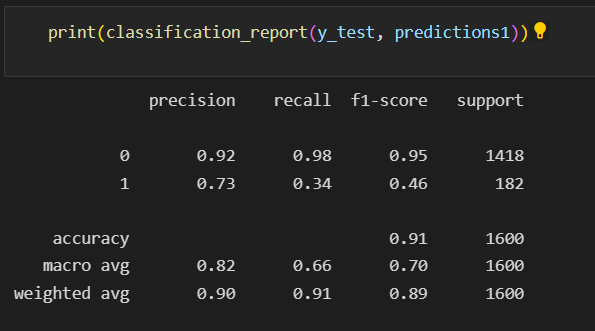 print(classification_report(y_test, predictions1))
precision recall f1-score support
0 0.92 0.98 0.95 1418
1 0.73 0.34 0.46 182
accuracy 0.91 1600
macro avg 0.82 0.66 0.70 1600
weighted avg 0.90 0.91 0.89 1600